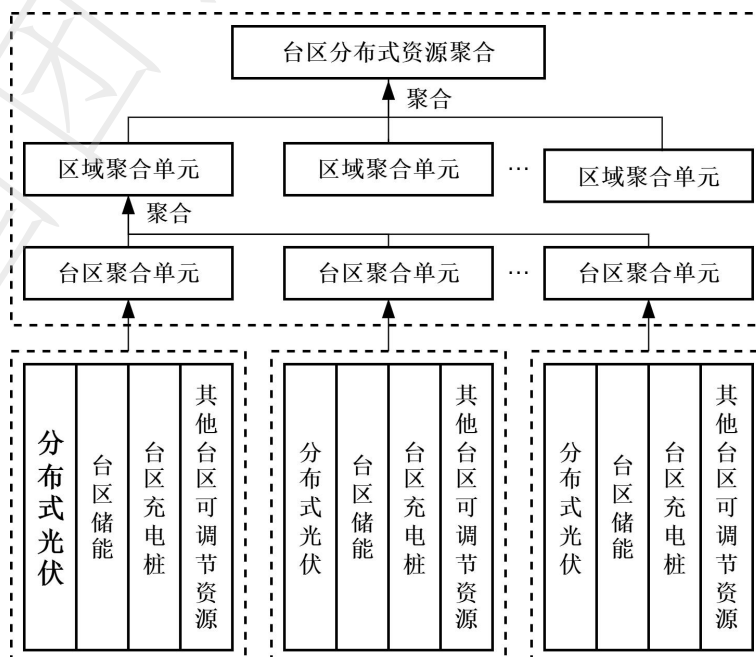 台区分布式资源聚合
聚合
区域聚合单元
区域聚合单元
…
区域聚合单元
聚合
台区聚合单元
台区聚合单元
…
台区聚合单元
分布式光伏
台区储能
台区充电桩
其他台区可调节资源
分布式光伏
台区储能
台区充电桩
其他台区可调节资源
分布式光伏
台区储能
台区充电桩
其他台区可调节资源